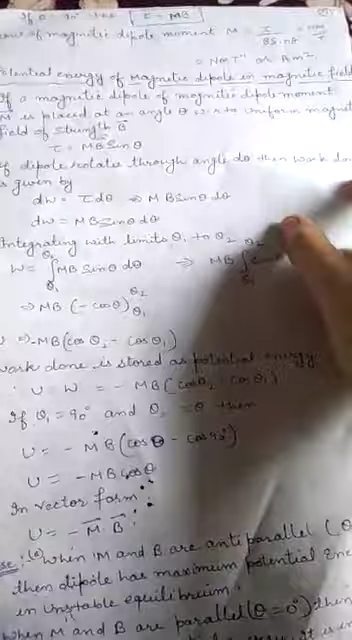 If θ = 90° then τ = MB
of magnetic dipole moment M = τ / B sinθ = Nm / T
= NmT⁻¹ or Am²
Potential energy of Magnetic dipole in magnetic field
If a magnetic dipole of magnetic dipole moment
M is placed at an angle θ w.r. to uniform magnet
field of strength B
τ = MB sinθ
If dipole rotates through angle dθ then work don
is given by
dw = τdθ ⇒ MB sinθ dθ
dw = MB sinθ dθ
Integrating with limits θ₁ to θ₂
W = ∫ MB sinθ dθ ⇒ MB ∫
⇒ MB (-cosθ)
⇒ -MB(cosθ₂ - cosθ₁)
work done is stored as potential energy
U = W = - MB(cosθ₂ - cosθ₁)
If θ₁ = 90° and θ₂ = θ then
U = - MB(cosθ - cos90°)
U = -MB cosθ
In vector form
U = - M⃗ . B⃗
(a) When M and B are anti parallel (θ
then dipole has maximum potential Ene
in Unstable equilibrium
When M and B are parallel (θ = 0°) then